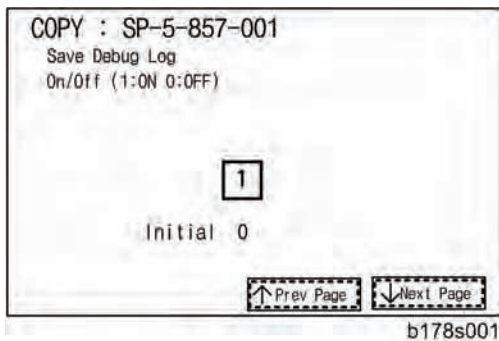 COPY : SP-5-857-001
Save Debug Log
On/Off (1:ON 0:OFF)
1
Initial 0
↑Prev Page ↓Next Page
b178s001